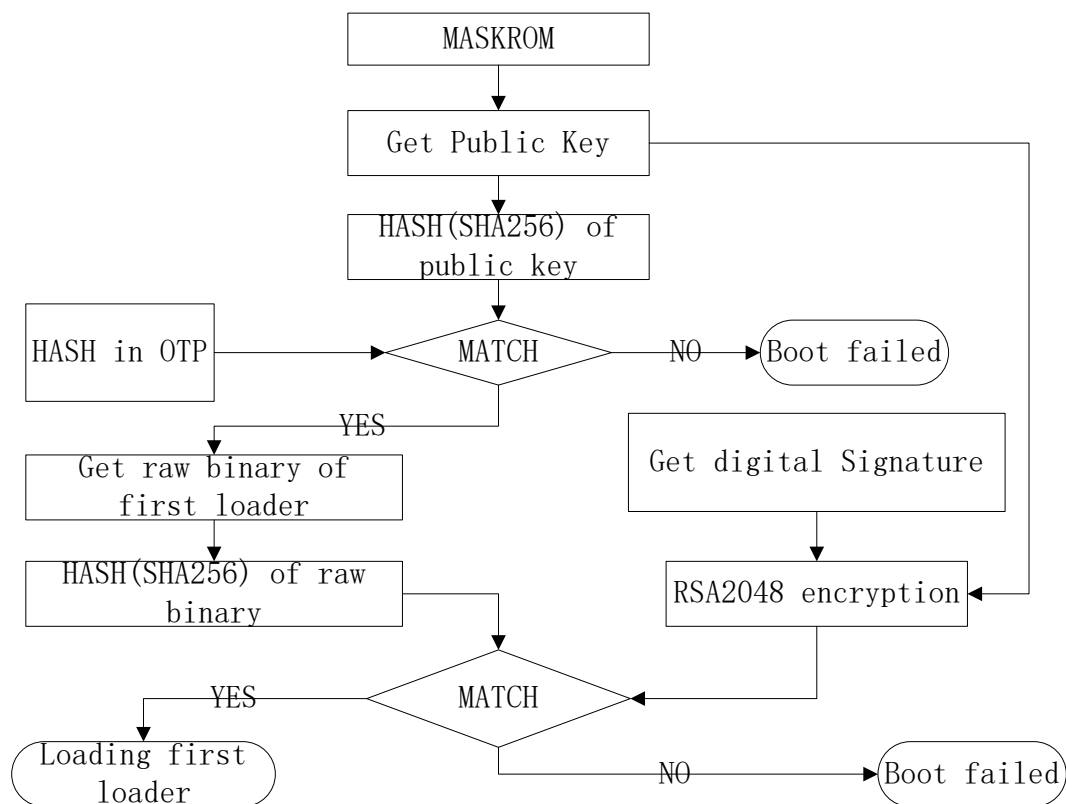 MASKROM
Get Public Key
HASH(SHA256) of
public key
HASH in OTP
MATCH
NO
Boot failed
YES
Get raw binary of
first loader
Get digital Signature
HASH(SHA256) of raw
binary
RSA2048 encryption
MATCH
YES
Loading first
loader
NO
Boot failed